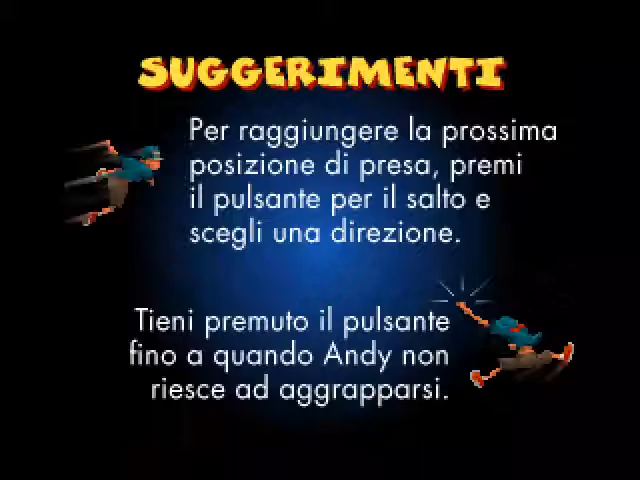 SUGGERIMENTI
Per raggiungere la prossima
posizione di presa, premi
il pulsante per il salto e
scegli una direzione.
Tieni premuto il pulsante
fino a quando Andy non
riesce ad aggrapparsi.